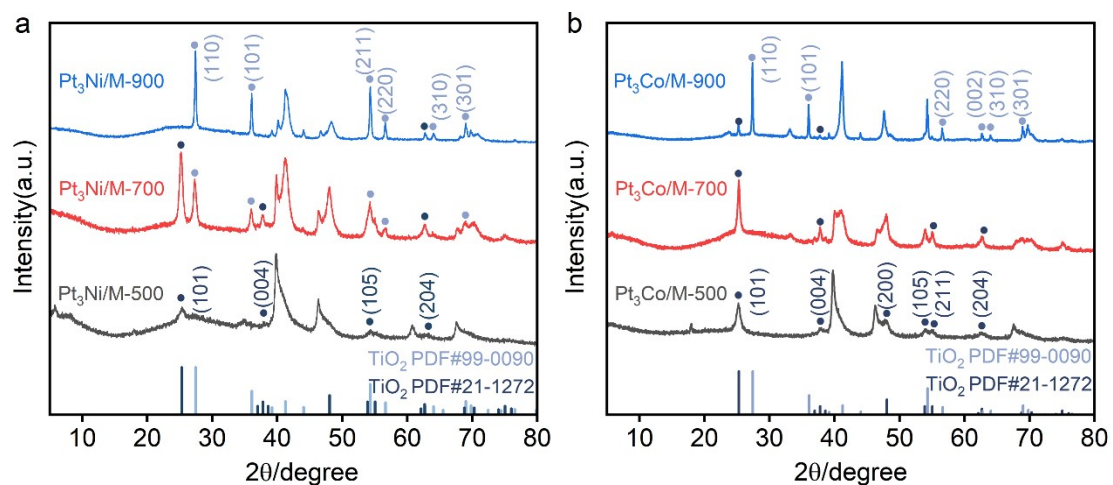 a
Intensity(a.u.)
Pt₃Ni/M-900
(110)
(101)
(211)
(220)
(310)
(301)
Pt₃Ni/M-700
Pt₃Ni/M-500
(101)
(004)
(105)
(204)
TiO₂ PDF#99-0090
TiO₂ PDF#21-1272
10 20 30 40 50 60 70 80
2θ/degree
b
Intensity(a.u.)
Pt₃Co/M-900
(110)
(101)
(220)
(002)
(310)
(301)
Pt₃Co/M-700
Pt₃Co/M-500
(101)
(004)
(200)
(105)
(211)
(204)
TiO₂ PDF#99-0090
TiO₂ PDF#21-1272
10 20 30 40 50 60 70 80
2θ/degree